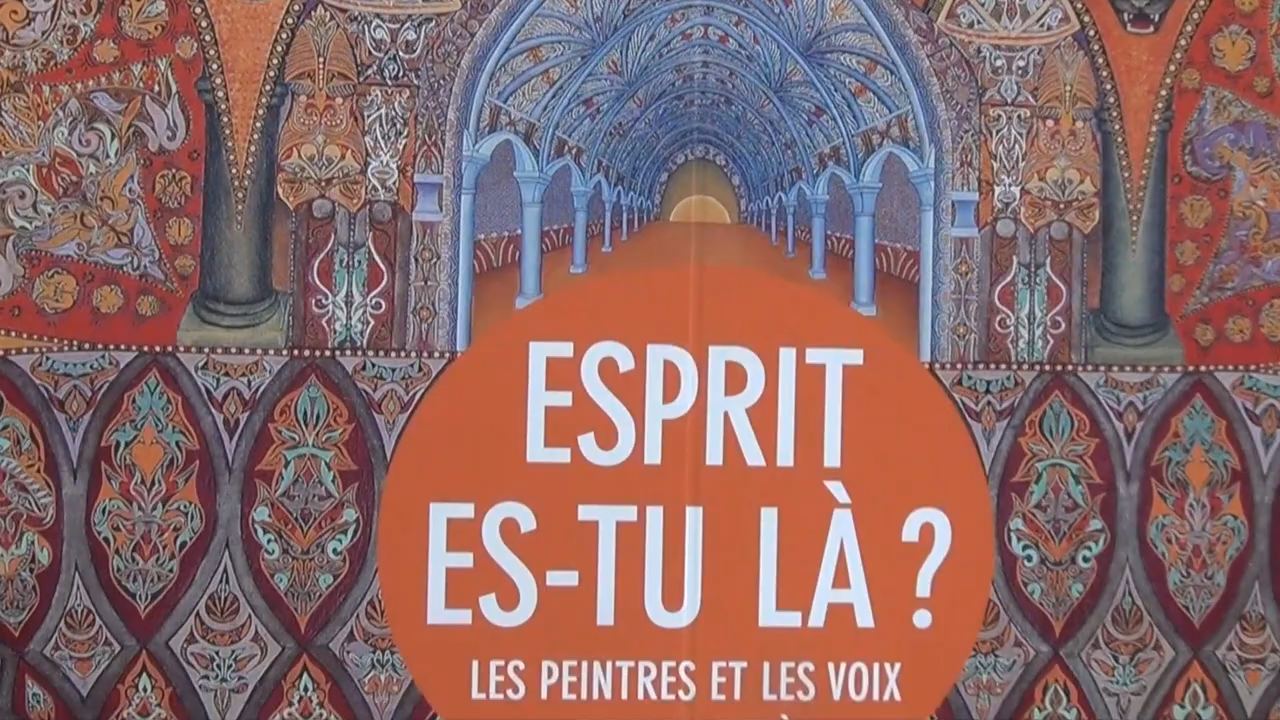 ESPRIT
ES-TU LÀ ?
LES PEINTRES ET LES VOIX